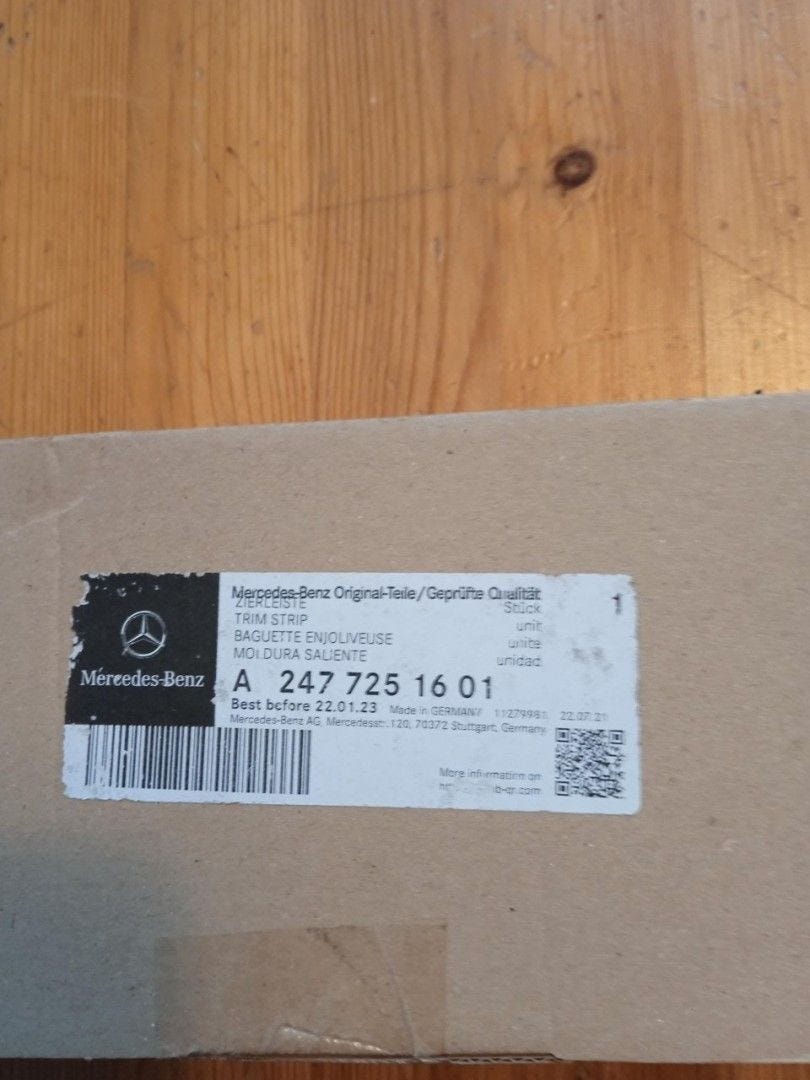 Mercedes-Benz
Mercedes-Benz Original-Teile/Geprüfte Qualität
ZIERLEISTE Stück 1
TRIM STRIP unit
BAGUETTE ENJOLIVEUSE unite
MOLDURA SALIENTE unidad
A 247 725 16 01
Best before 22.01.23 Made in GERMANY 11279981 22.07.21
Mercedes-Benz AG, Mercedesstr.120, 70372 Stuttgart, Germany
More information on